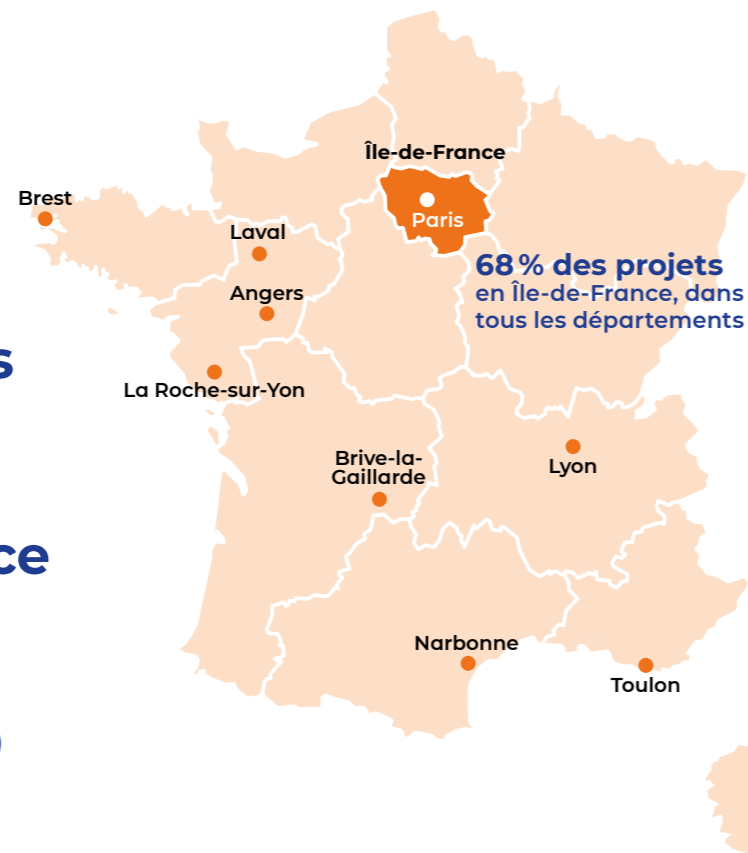 Île-de-France
Brest
Paris
Laval
68 % des projets
en Île-de-France, dans
tous les départements
Angers
La Roche-sur-Yon
Brive-la-
Gaillarde
Lyon
Narbonne
Toulon